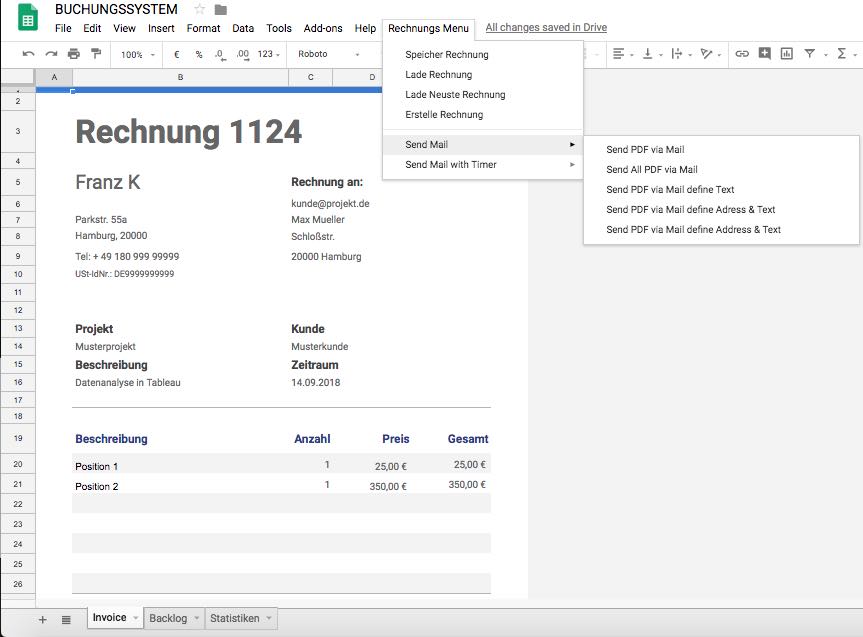 BUCHUNGSSYSTEM
File Edit View Insert Format Data Tools Add-ons Help Rechnungs Menu All changes saved in Drive
100% € % .0 .00 123 Roboto
Speicher Rechnung
Lade Rechnung
Lade Neuste Rechnung
Erstelle Rechnung
Send Mail
Send Mail with Timer
Send PDF via Mail
Send All PDF via Mail
Send PDF via Mail define Text
Send PDF via Mail define Adress & Text
Send PDF via Mail define Address & Text
A B C D
2
3 Rechnung 1124
4
5 Franz K Rechnung an:
6 kunde@projekt.de
7 Parkstr. 55a Max Mueller
8 Hamburg, 20000 Schloßstr.
9 Tel: + 49 180 999 99999 20000 Hamburg
10 USt-IdNr.: DE9999999999
11
12
13 Projekt Kunde
14 Musterprojekt Musterkunde
15 Beschreibung Zeitraum
16 Datenanalyse in Tableau 14.09.2018
17
18
19 Beschreibung Anzahl Preis Gesamt
20 Position 1 1 25,00 € 25,00 €
21 Position 2 1 350,00 € 350,00 €
22
23
24
25
26
Invoice Backlog Statistiken